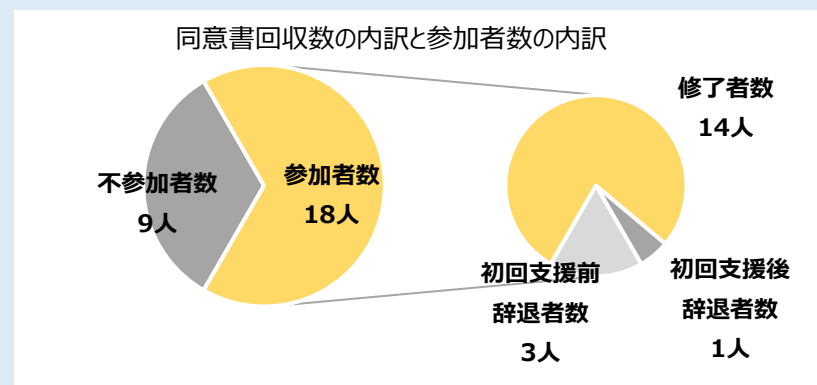 同意書回収数の内訳と参加者数の内訳
不参加者数
9人
参加者数
18人
修了者数
14人
初回支援前
辞退者数
3人
初回支援後
辞退者数
1人